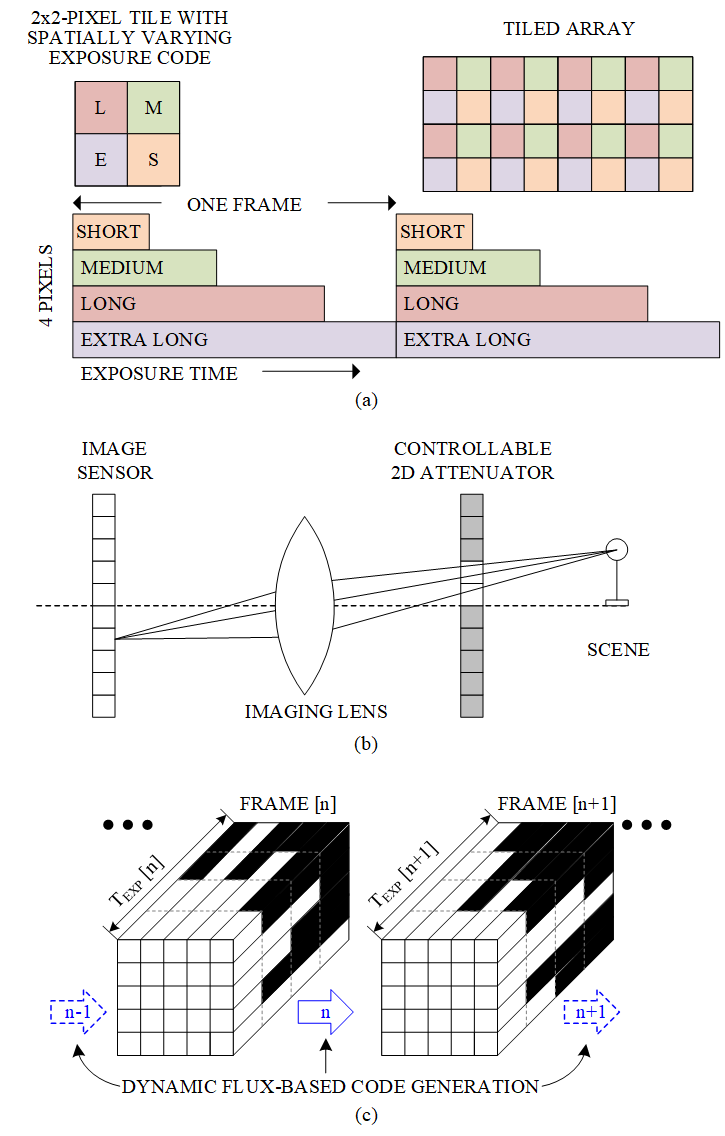 2x2-PIXEL TILE WITH
SPATIALLY VARYING
EXPOSURE CODE
TILED ARRAY
L M
E S
ONE FRAME
4 PIXELS
SHORT SHORT
MEDIUM MEDIUM
LONG LONG
EXTRA LONG EXTRA LONG
EXPOSURE TIME
(a)
IMAGE
SENSOR
CONTROLLABLE
2D ATTENUATOR
SCENE
IMAGING LENS
(b)
FRAME [n] FRAME [n+1]
TEXP [n] TEXP [n+1]
n-1 n n+1
DYNAMIC FLUX-BASED CODE GENERATION
(c)